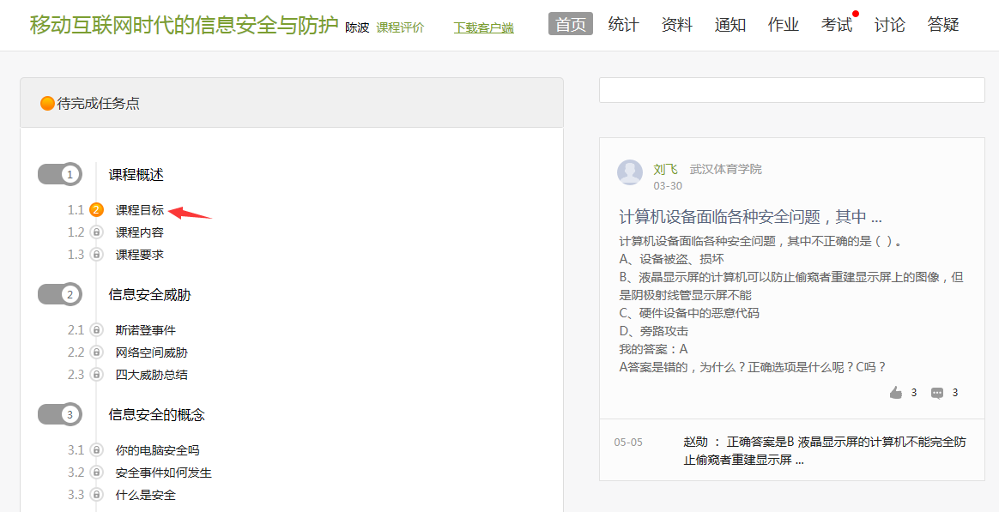 移动互联网时代的信息安全与防护 陈波 课程评价 下载客户端 首页 统计 资料 通知 作业 考试 讨论 答疑
待完成任务点
1 课程概述
1.1 2 课程目标
1.2 课程内容
1.3 课程要求
2 信息安全威胁
2.1 斯诺登事件
2.2 网络空间威胁
2.3 四大威胁总结
3 信息安全的概念
3.1 你的电脑安全吗
3.2 安全事件如何发生
3.3 什么是安全
刘飞 武汉体育学院
03-30
计算机设备面临各种安全问题，其中 ...
计算机设备面临各种安全问题，其中不正确的是（ ）。
A、设备被盗、损坏
B、液晶显示屏的计算机可以防止偷窥者重建显示屏上的图像，但
是阴极射线管显示屏不能
C、硬件设备中的恶意代码
D、旁路攻击
我的答案：A
A答案是错的，为什么？正确选项是什么呢？C吗？
3 3
05-05 赵勋 ： 正确答案是B 液晶显示屏的计算机不能完全防
止偷窥者重建显示屏 ...